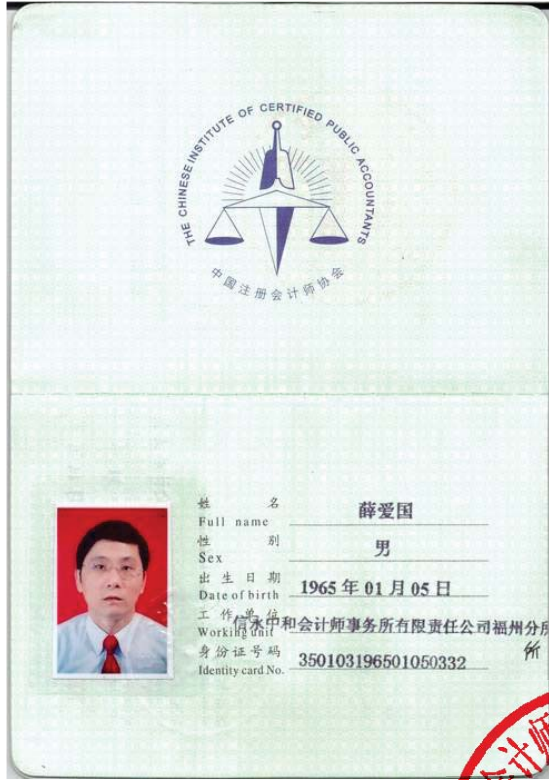 THE CHINESE INSTITUTE OF CERTIFIED PUBLIC ACCOUNTANTS
中国注册会计师协会
姓 名 薛爱国
Full name
性 别 男
Sex
出生日期 1965年01月05日
Date of birth
工作单位 信永中和会计师事务所有限责任公司福州分所
Working unit 所
身份证号码 350103196501050332
Identity card No.
会计师